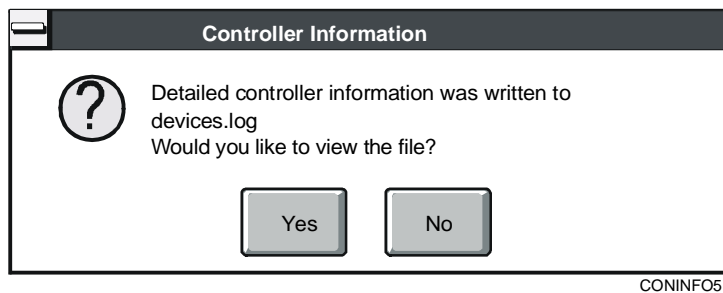 Controller Information
Detailed controller information was written to
devices.log
Would you like to view the file?
Yes No
CONINFO5